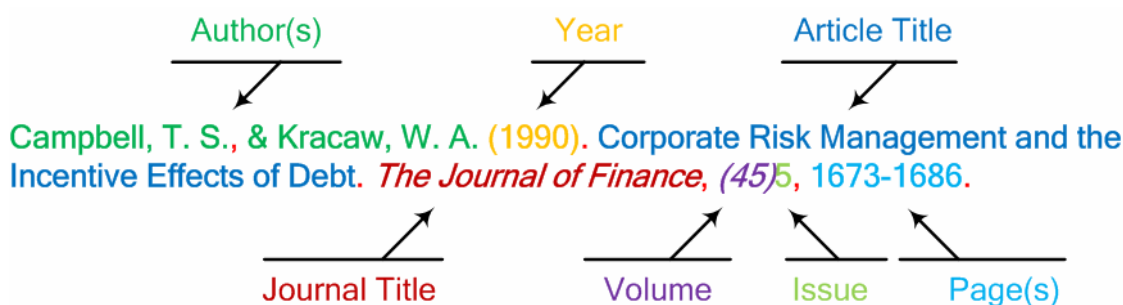 Author(s) Year Article Title
Campbell, T. S., & Kracaw, W. A. (1990). Corporate Risk Management and the
Incentive Effects of Debt. The Journal of Finance, (45)5, 1673-1686.
Journal Title Volume Issue Page(s)